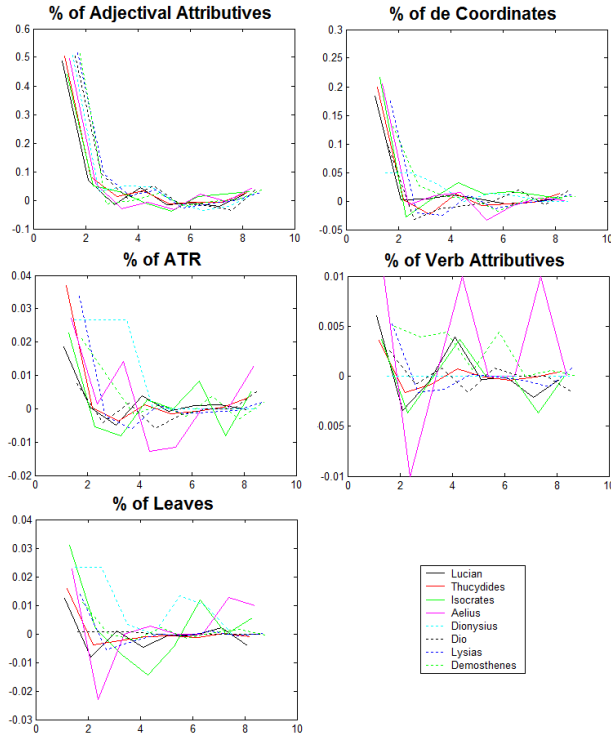 % of Adjectival Attributives
0.6
0.5
0.4
0.3
0.2
0.1
0
-0.1
0 2 4 6 8 10
% of de Coordinates
0.3
0.25
0.2
0.15
0.1
0.05
0
-0.05
0 2 4 6 8 10
% of ATR
0.04
0.03
0.02
0.01
0
-0.01
-0.02
0 2 4 6 8 10
% of Verb Attributives
0.01
0.005
0
-0.005
-0.01
0 2 4 6 8 10
% of Leaves
0.04
0.03
0.02
0.01
0
-0.01
-0.02
-0.03
0 2 4 6 8 10
Lucian
Thucydides
Isocrates
Aelius
Dionysius
Dio
Lysias
Demosthenes